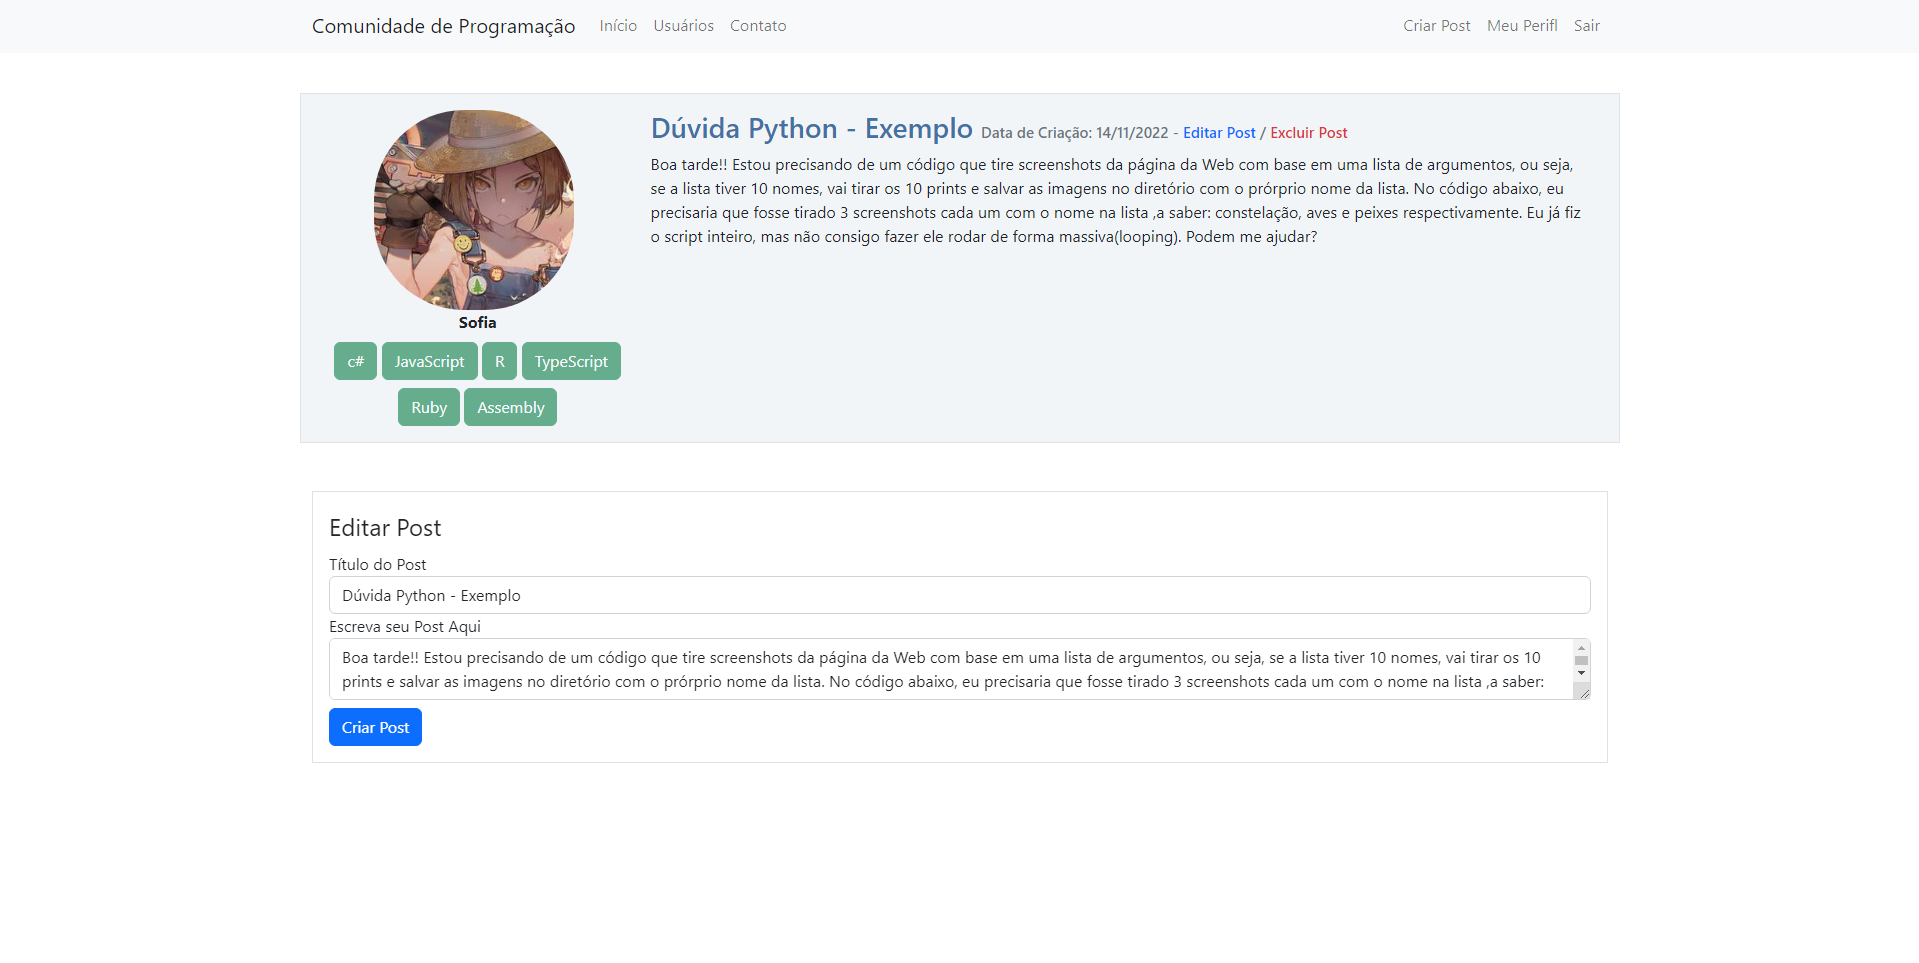 Comunidade de Programação Início Usuários Contato Criar Post Meu Perifl Sair
Dúvida Python - Exemplo Data de Criação: 14/11/2022 - Editar Post / Excluir Post
Boa tarde!! Estou precisando de um código que tire screenshots da página da Web com base em uma lista de argumentos, ou seja,
se a lista tiver 10 nomes, vai tirar os 10 prints e salvar as imagens no diretório com o prórprio nome da lista. No código abaixo, eu
precisaria que fosse tirado 3 screenshots cada um com o nome na lista ,a saber: constelação, aves e peixes respectivamente. Eu já fiz
o script inteiro, mas não consigo fazer ele rodar de forma massiva(looping). Podem me ajudar?
Sofia
c# JavaScript R TypeScript
Ruby Assembly
Editar Post
Título do Post
Dúvida Python - Exemplo
Escreva seu Post Aqui
Boa tarde!! Estou precisando de um código que tire screenshots da página da Web com base em uma lista de argumentos, ou seja, se a lista tiver 10 nomes, vai tirar os 10
prints e salvar as imagens no diretório com o prórprio nome da lista. No código abaixo, eu precisaria que fosse tirado 3 screenshots cada um com o nome na lista ,a saber:
Criar Post